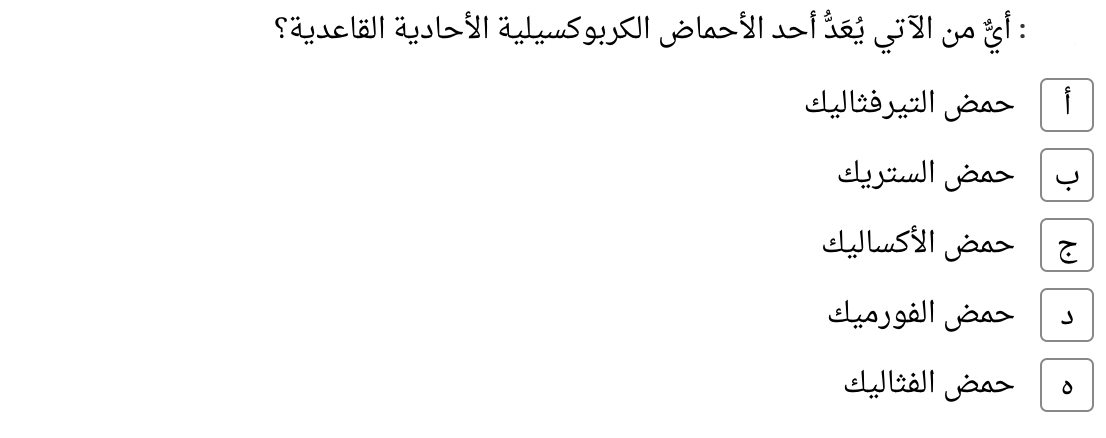 : أيٌّ من الآتي يُعَدُّ أحد الأحماض الكربوكسيلية الأحادية القاعدية؟
أ حمض التيرفثاليك
ب حمض الستريك
ج حمض الأكساليك
د حمض الفورميك
ه حمض الفثاليك